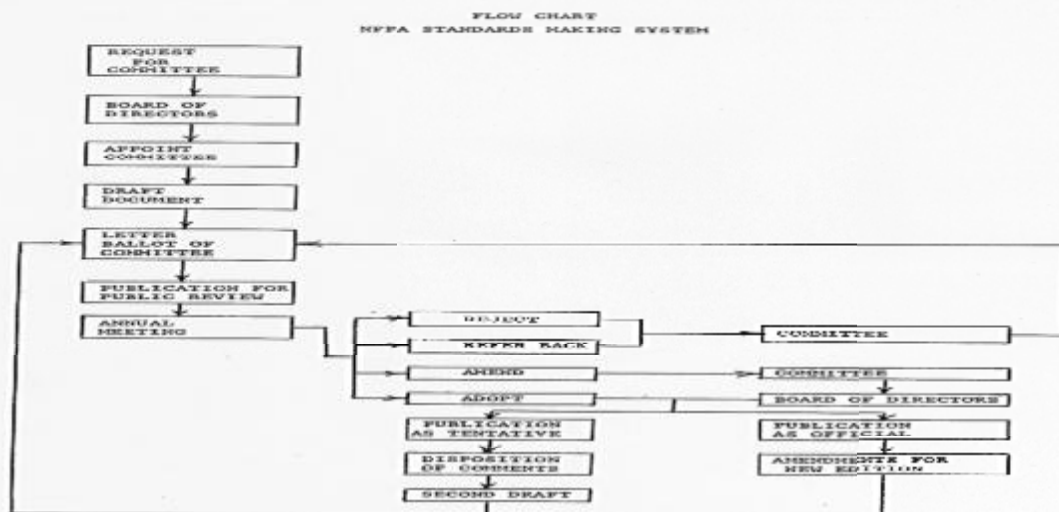 FLOW CHART
NFPA STANDARDS MAKING SYSTEM
REQUEST
FOR
COMMITTEE
BOARD OF
DIRECTORS
APPOINT
COMMITTEE
DRAFT
DOCUMENT
LETTER
BALLOT OF
COMMITTEE
PUBLICATION FOR
PUBLIC REVIEW
ANNUAL
MEETING
REJECT
REFER BACK
COMMITTEE
AMEND
COMMITTEE
ADOPT
BOARD OF DIRECTORS
PUBLICATION
AS TENTATIVE
PUBLICATION
AS OFFICIAL
DISPOSITION
OF COMMENTS
AMENDMENTS FOR
NEW EDITION
SECOND DRAFT